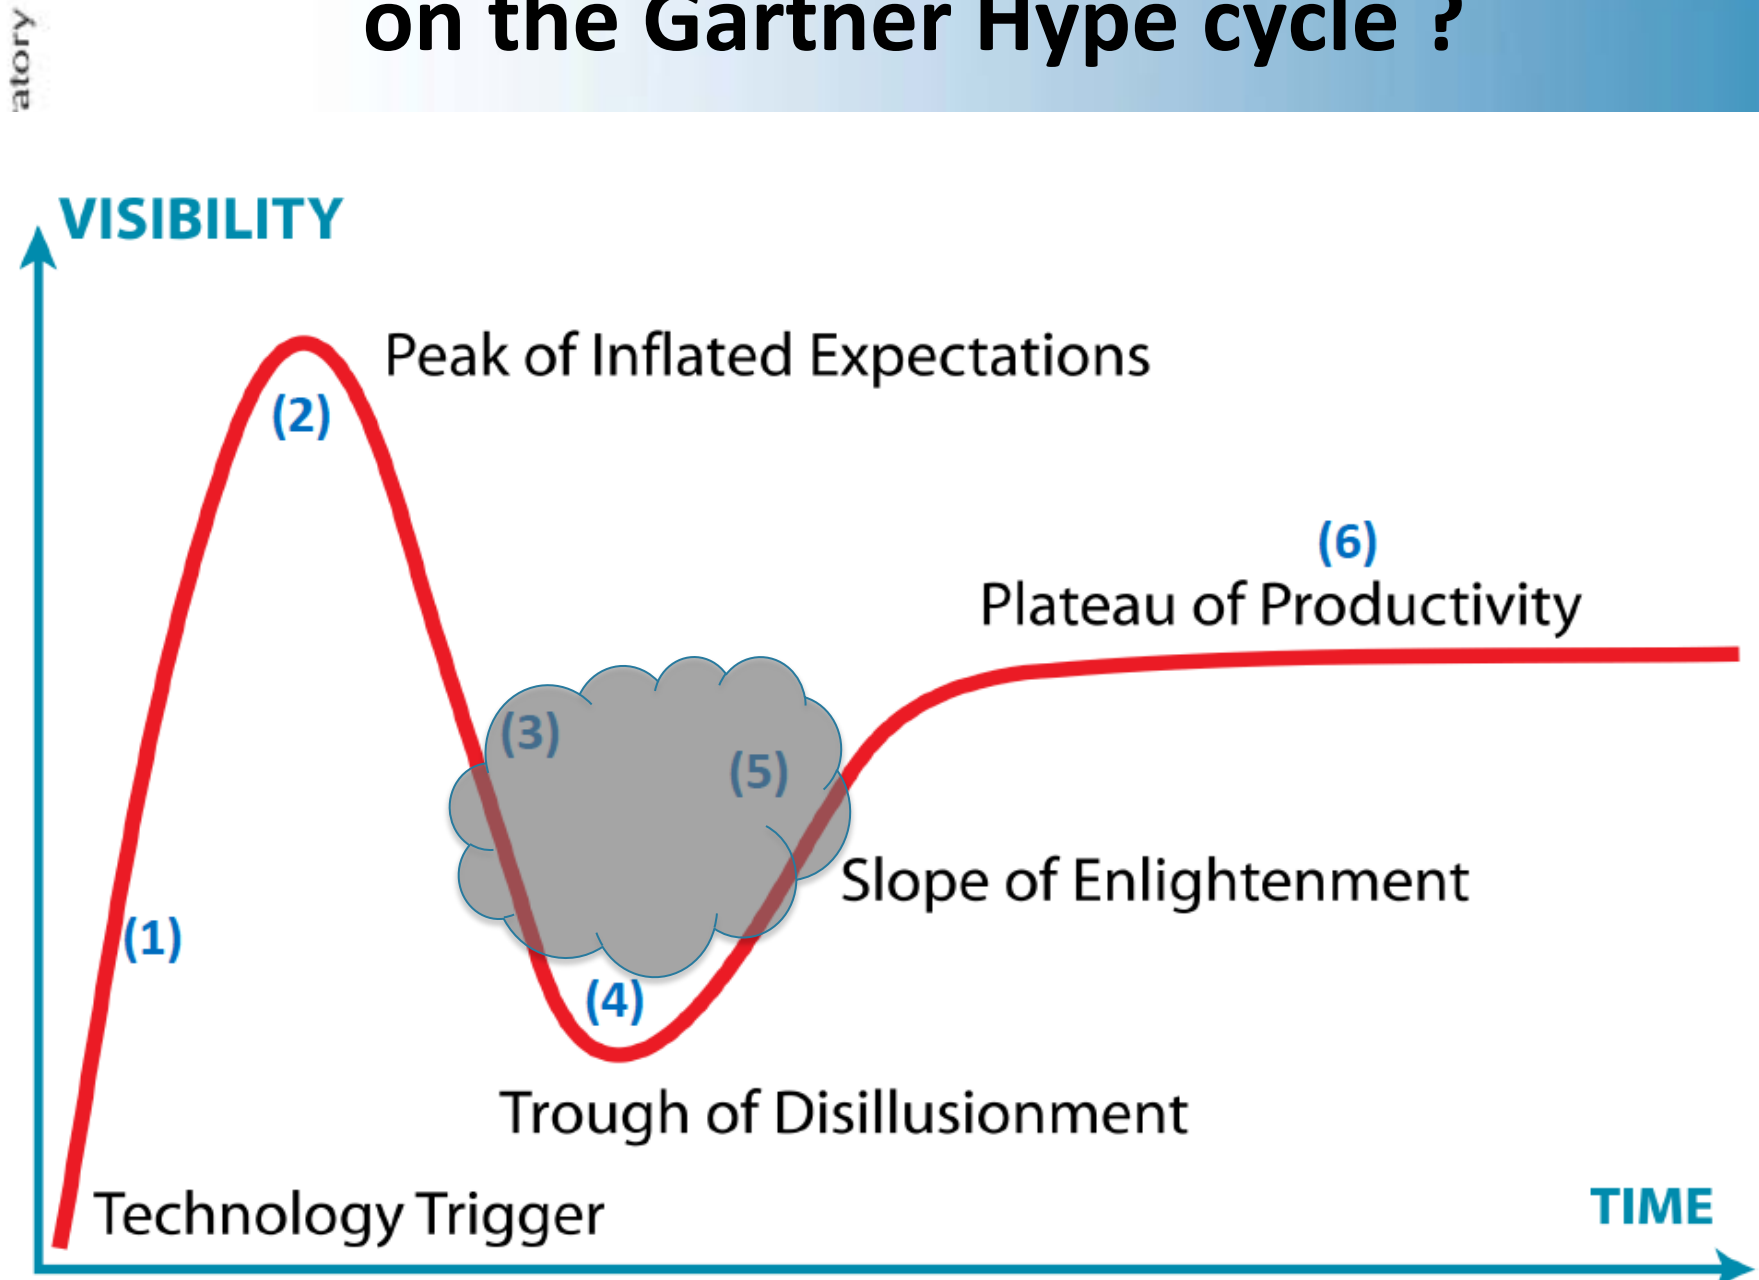 atory
on the Gartner Hype cycle ?
VISIBILITY
Peak of Inflated Expectations
(2)
(6)
Plateau of Productivity
(3)
(5)
Slope of Enlightenment
(1)
(4)
Trough of Disillusionment
Technology Trigger
TIME